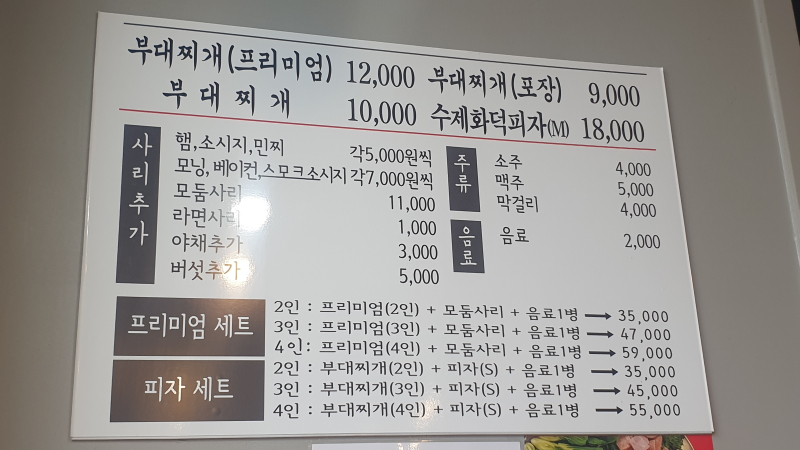 부대찌개(프리미엄) 12,000 부대찌개(포장) 9,000
부대찌개 10,000 수제화덕피자(M) 18,000
사리추가
햄,소시지,민찌 각5,000원씩
모닝,베이컨,스모크소시지 각7,000원씩
모둠사리 11,000
라면사리 1,000
야채추가 3,000
버섯추가 5,000
주류
소주 4,000
맥주 5,000
막걸리 4,000
음료
음료 2,000
프리미엄 세트
2인 : 프리미엄(2인) + 모둠사리 + 음료1병 → 35,000
3인 : 프리미엄(3인) + 모둠사리 + 음료1병 → 47,000
4인: 프리미엄(4인) + 모둠사리 + 음료1병 → 59,000
피자 세트
2인 : 부대찌개(2인) + 피자(S) + 음료1병 → 35,000
3인 : 부대찌개(3인) + 피자(S) + 음료1병 → 45,000
4인 : 부대찌개(4인) + 피자(S) + 음료1병 → 55,000